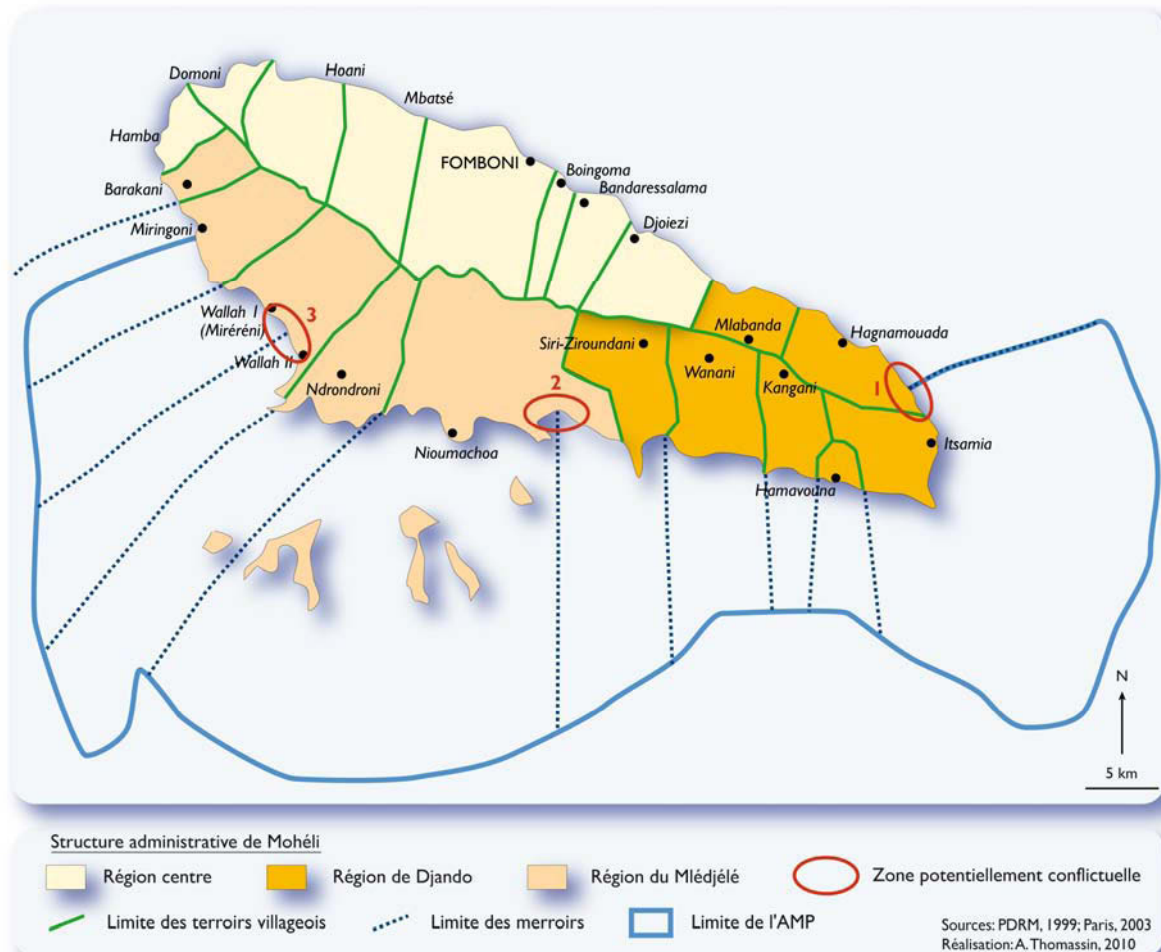 Domoni
Hoani
Mbatsé
Hamba
FOMBONI
Boingoma
Bandaressalama
Barakani
Djoiezi
Miringoni
Wallah I
(Miréréni)
3
Wallah II
Mlabanda
Hagnamouada
Siri-Ziroundani
Wanani
Kangani
1
Ndrondroni
2
Nioumachoa
Itsamia
Hamavouna
N
5 km
Structure administrative de Mohéli
Région centre
Région de Djando
Région du Mlédjélé
Zone potentiellement conflictuelle
Limite des terroirs villageois
Limite des merroirs
Limite de l'AMP
Sources: PDRM, 1999; Paris, 2003
Réalisation: A. Thomassin, 2010